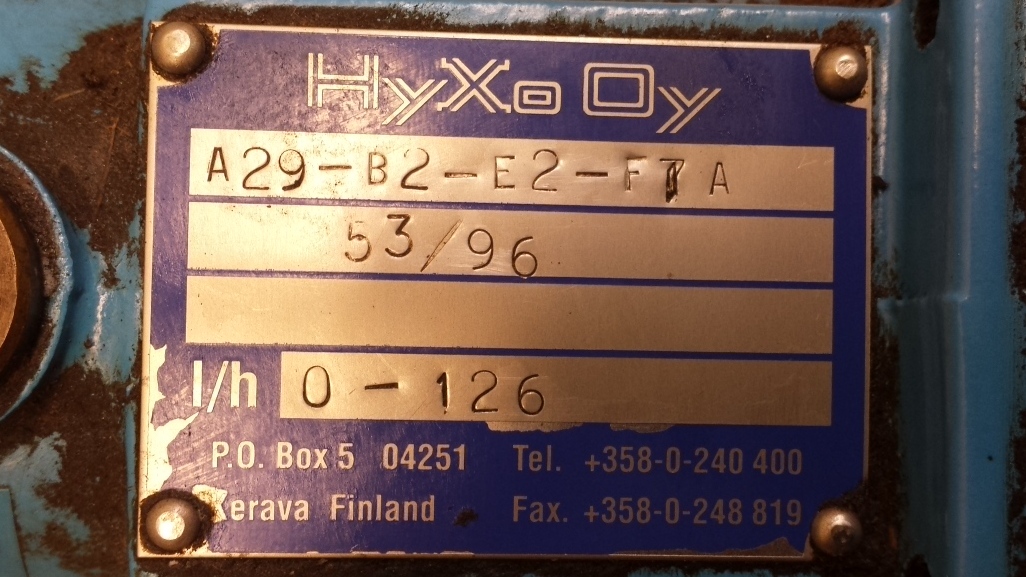 HyXo Oy
A29-B2-E2-F7A
53/96
l/h 0-126
P.O. Box 5 04251 Tel. +358-0-240 400
Kerava Finland Fax. +358-0-248 819